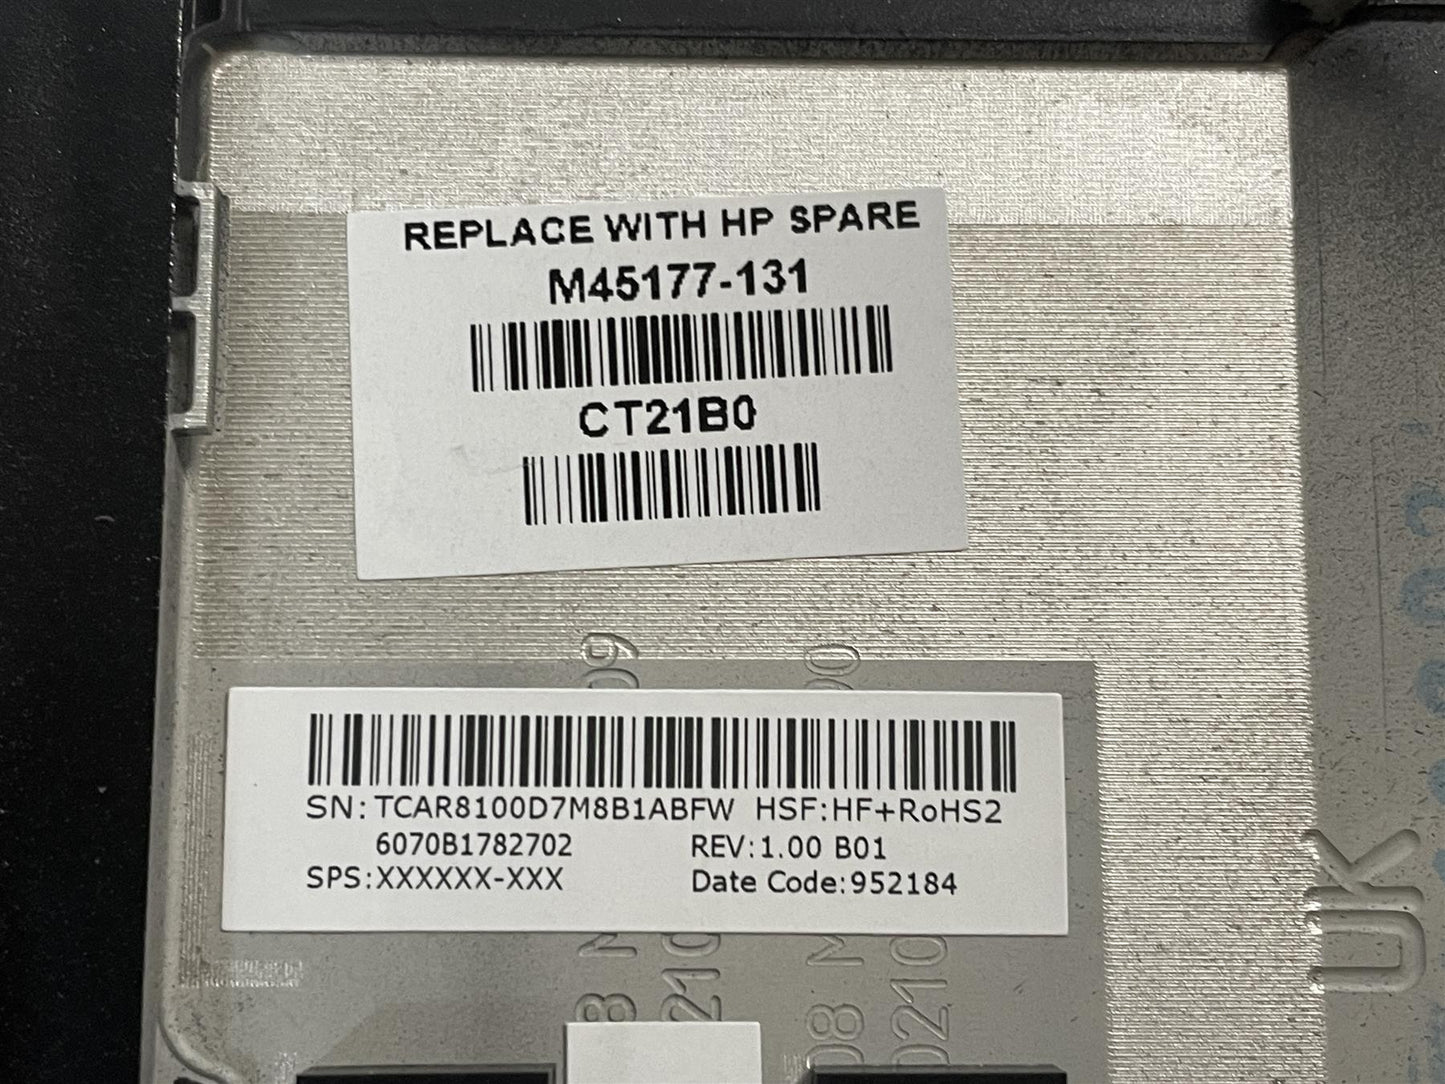 REPLACE WITH HP SPARE
M45177-131
CT21B0
SN:TCAR8100D7M8B1ABFW HSF:HF+RoHS2
6070B1782702 REV:1.00 B01
SPS:XXXXXX-XXX Date Code:952184
UK